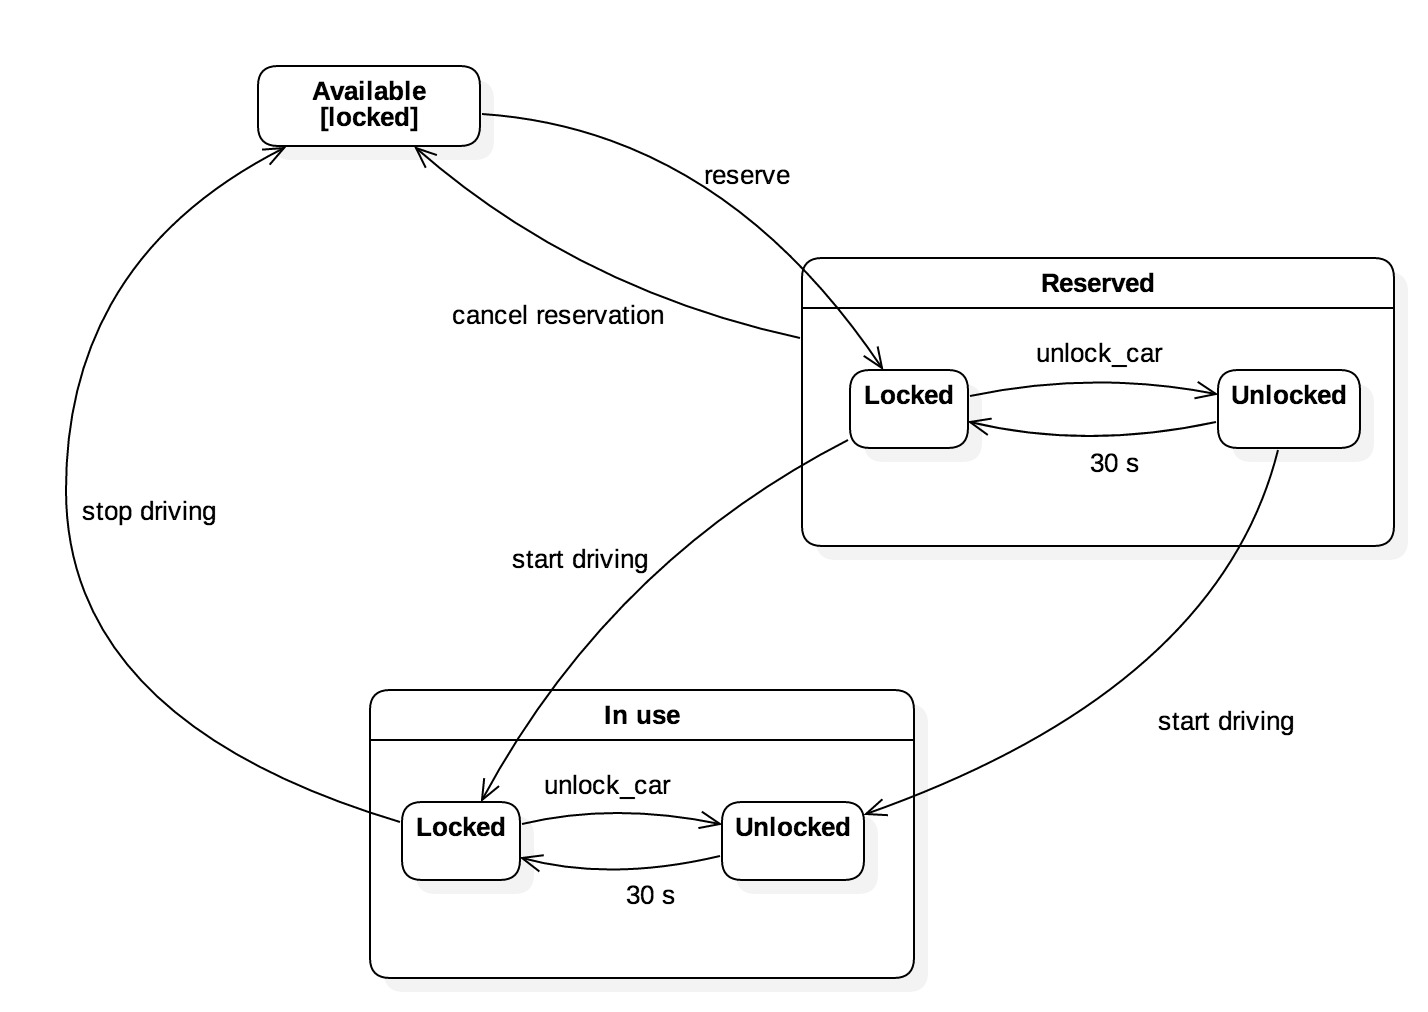 Available
[locked]
reserve
Reserved
cancel reservation
unlock_car
Locked
Unlocked
30 s
stop driving
start driving
In use
start driving
unlock_car
Locked
Unlocked
30 s